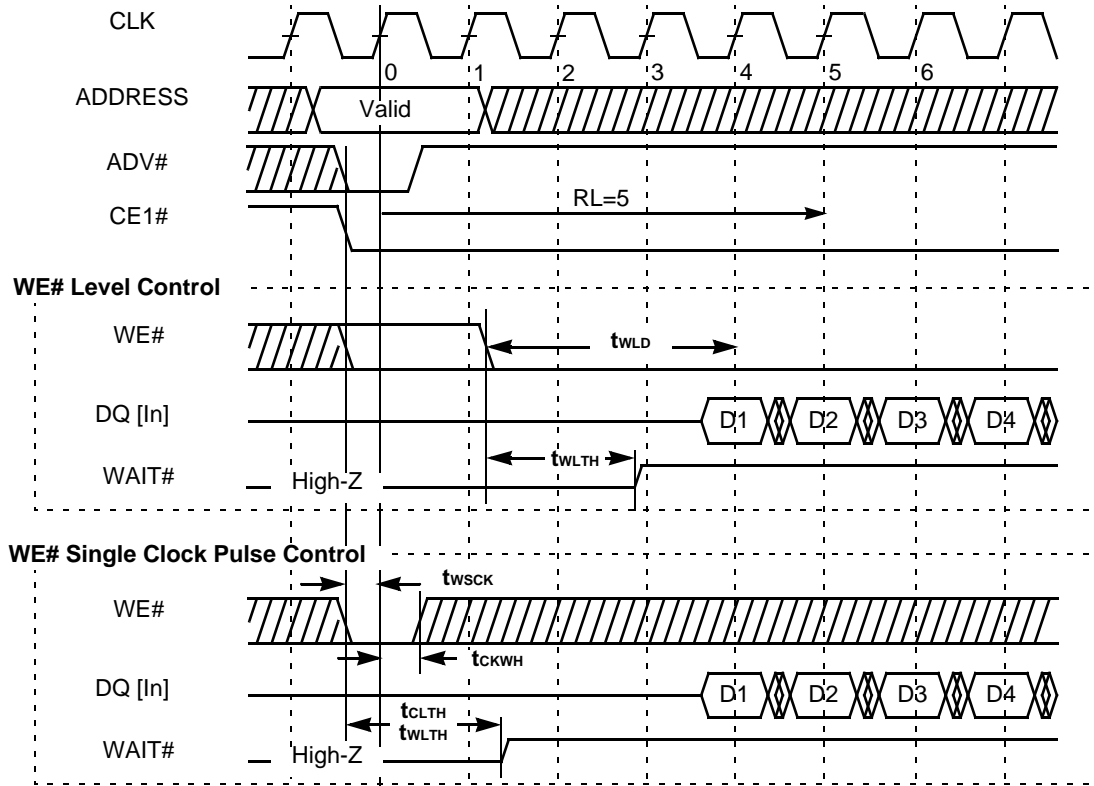 CLK
0 1 2 3 4 5 6
ADDRESS Valid
ADV#
RL=5
CE1#
WE# Level Control
WE# tWLD
DQ [In] D1 D2 D3 D4
tWLTH
WAIT# High-Z
WE# Single Clock Pulse Control
tWSCK
WE#
tCKWH
DQ [In] D1 D2 D3 D4
tCLTH
tWLTH
WAIT# High-Z